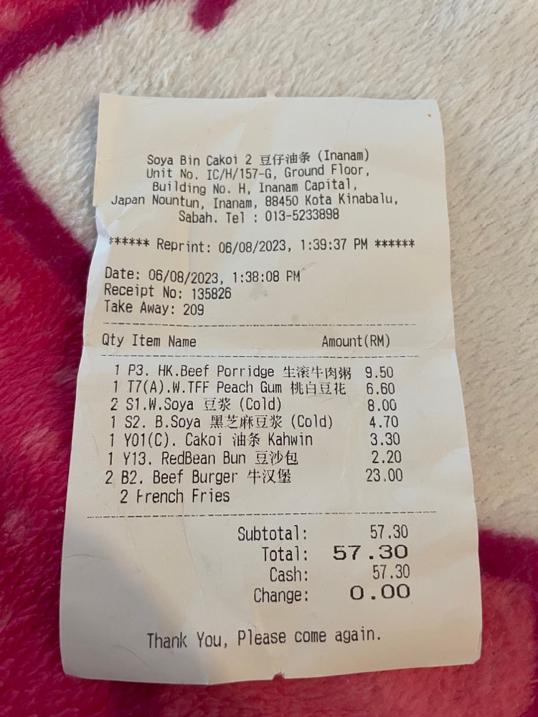 Soya Bin Cakoi 2 豆仔油条 (Inanam)
Unit No. IC/H/157-G, Ground Floor,
Building No. H, Inanam Capital,
Japan Nountun, Inanam, 88450 Kota Kinabalu,
Sabah. Tel : 013-5233898
****** Reprint: 06/08/2023, 1:39:37 PM ******
Date: 06/08/2023, 1:38:08 PM
Receipt No: 135826
Take Away: 209
Qty Item Name Amount(RM)
1 P3. HK.Beef Porridge 生滚牛肉粥 9.50
1 T7(A).W.TFF Peach Gum 桃白豆花 6.60
2 S1.W.Soya 豆浆 (Cold) 8.00
1 S2. B.Soya 黑芝麻豆浆 (Cold) 4.70
1 Y01(C). Cakoi 油条 Kahwin 3.30
1 Y13. RedBean Bun 豆沙包 2.20
2 B2. Beef Burger 牛汉堡 23.00
2 French Fries
Subtotal: 57.30
Total: 57.30
Cash: 57.30
Change: 0.00
Thank You, Please come again.